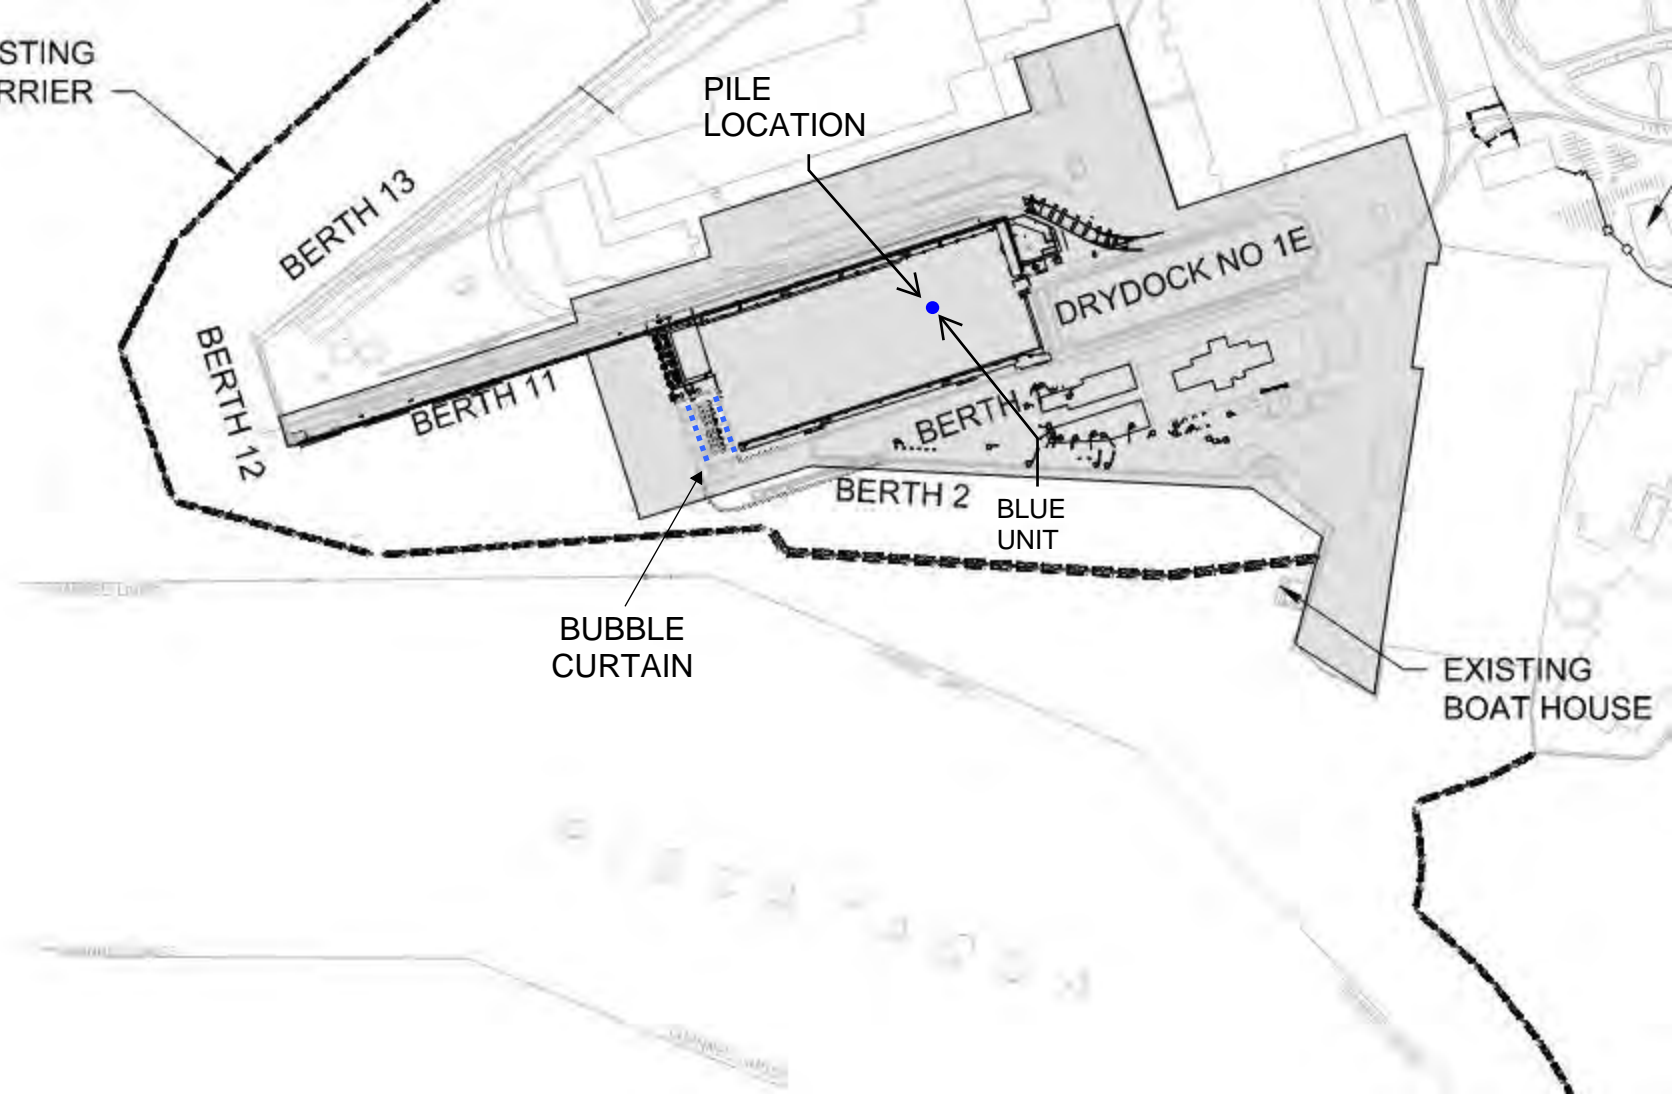 STING
RRIER
PILE
LOCATION
BERTH 13
DRYDOCK NO 1E
BERTH 12
BERTH 11
BERTH
BERTH 2
BLUE
UNIT
BUBBLE
CURTAIN
EXISTING
BOAT HOUSE